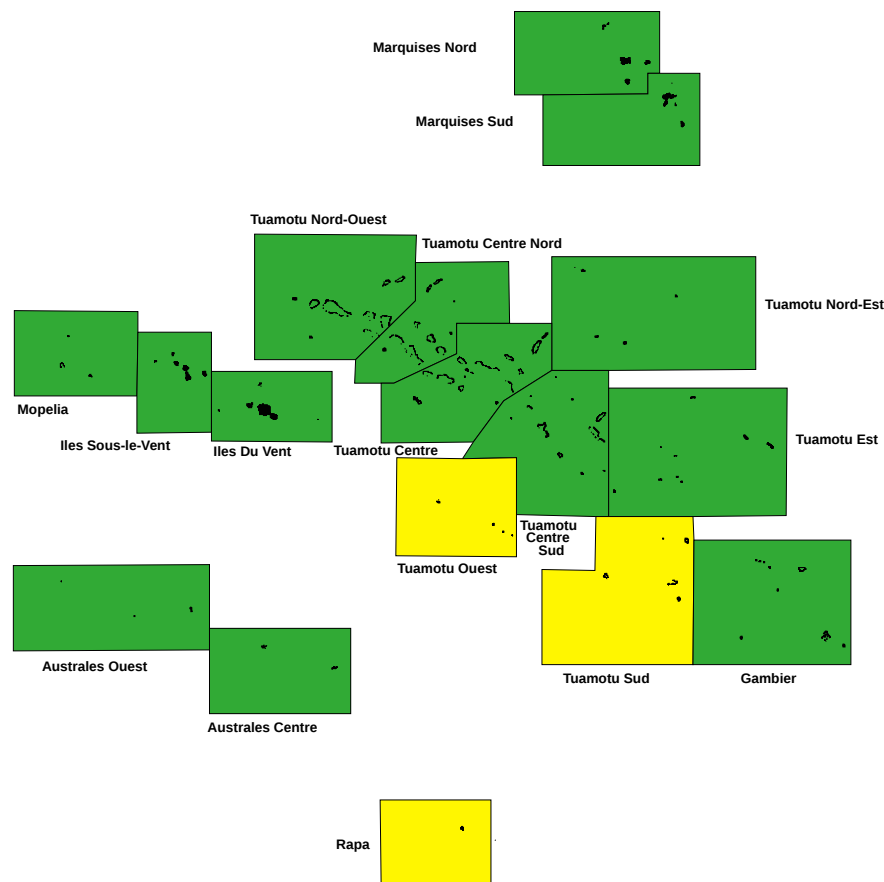 Marquises Nord
Marquises Sud
Tuamotu Nord-Ouest
Tuamotu Centre Nord
Tuamotu Nord-Est
Mopelia
Iles Sous-le-Vent
Iles Du Vent
Tuamotu Centre
Tuamotu Est
Tuamotu
Centre
Sud
Tuamotu Ouest
Australes Ouest
Tuamotu Sud
Gambier
Australes Centre
Rapa